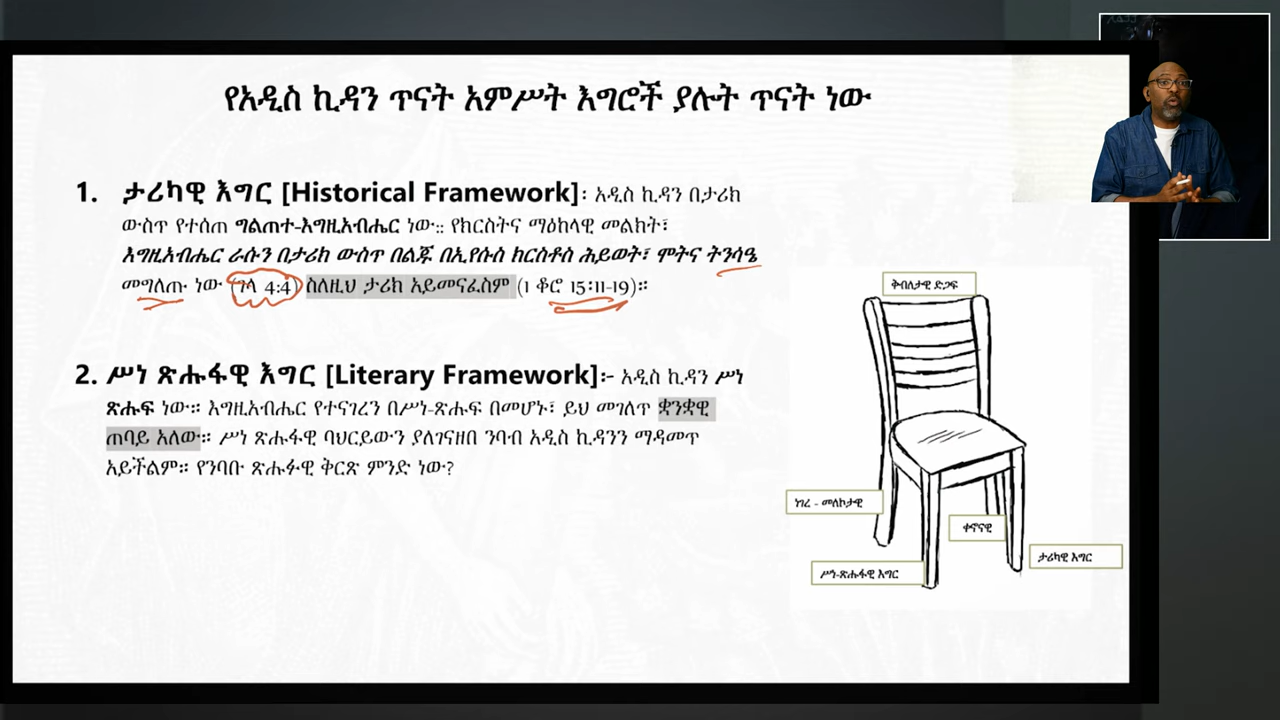 የአዲስ ኪዳን ጥናት አምሥት እግሮች ያሉት ጥናት ነው
1. ታሪካዊ እግር [Historical Framework]: አዲስ ኪዳን በታሪክ
ውስጥ የተሰጠ ግልጠተ-እግዚአብሔር ነው። የክርስትና ማዕከላዊ መልክት፣
እግዚአብሔር ራሱን በታሪክ ውስጥ በልጁ በኢየሱስ ክርስቶስ ሕይወት፣ ሞትና ትንሳዔ
መግለጡ ነው (ገላ 4:4) ስለዚህ ታሪክ አይመናፈስም (1 ቆሮ 15፡11-19)።
2. ሥነ ጽሑፋዊ እግር [Literary Framework]፡- አዲስ ኪዳን ሥነ
ጽሑፍ ነው። እግዚአብሔር የተናገረን በሥነ-ጽሑፍ በመሆኑ፣ ይህ መገለጥ ቋንቋዊ
ጠባይ አለው። ሥነ ጽሑፋዊ ባህርይውን ያለገናዘበ ንባብ አዲስ ኪዳንን ማዳመጥ
አይችልም። የንባቡ ጽሑፉዊ ቅርጽ ምንድ ነው?
ቅብለታዊ ድጋፍ
ነገረ - መለኮታዊ
ቀኖናዊ
ታሪካዊ እግር
ሥነ-ጽሑፋዊ እግር